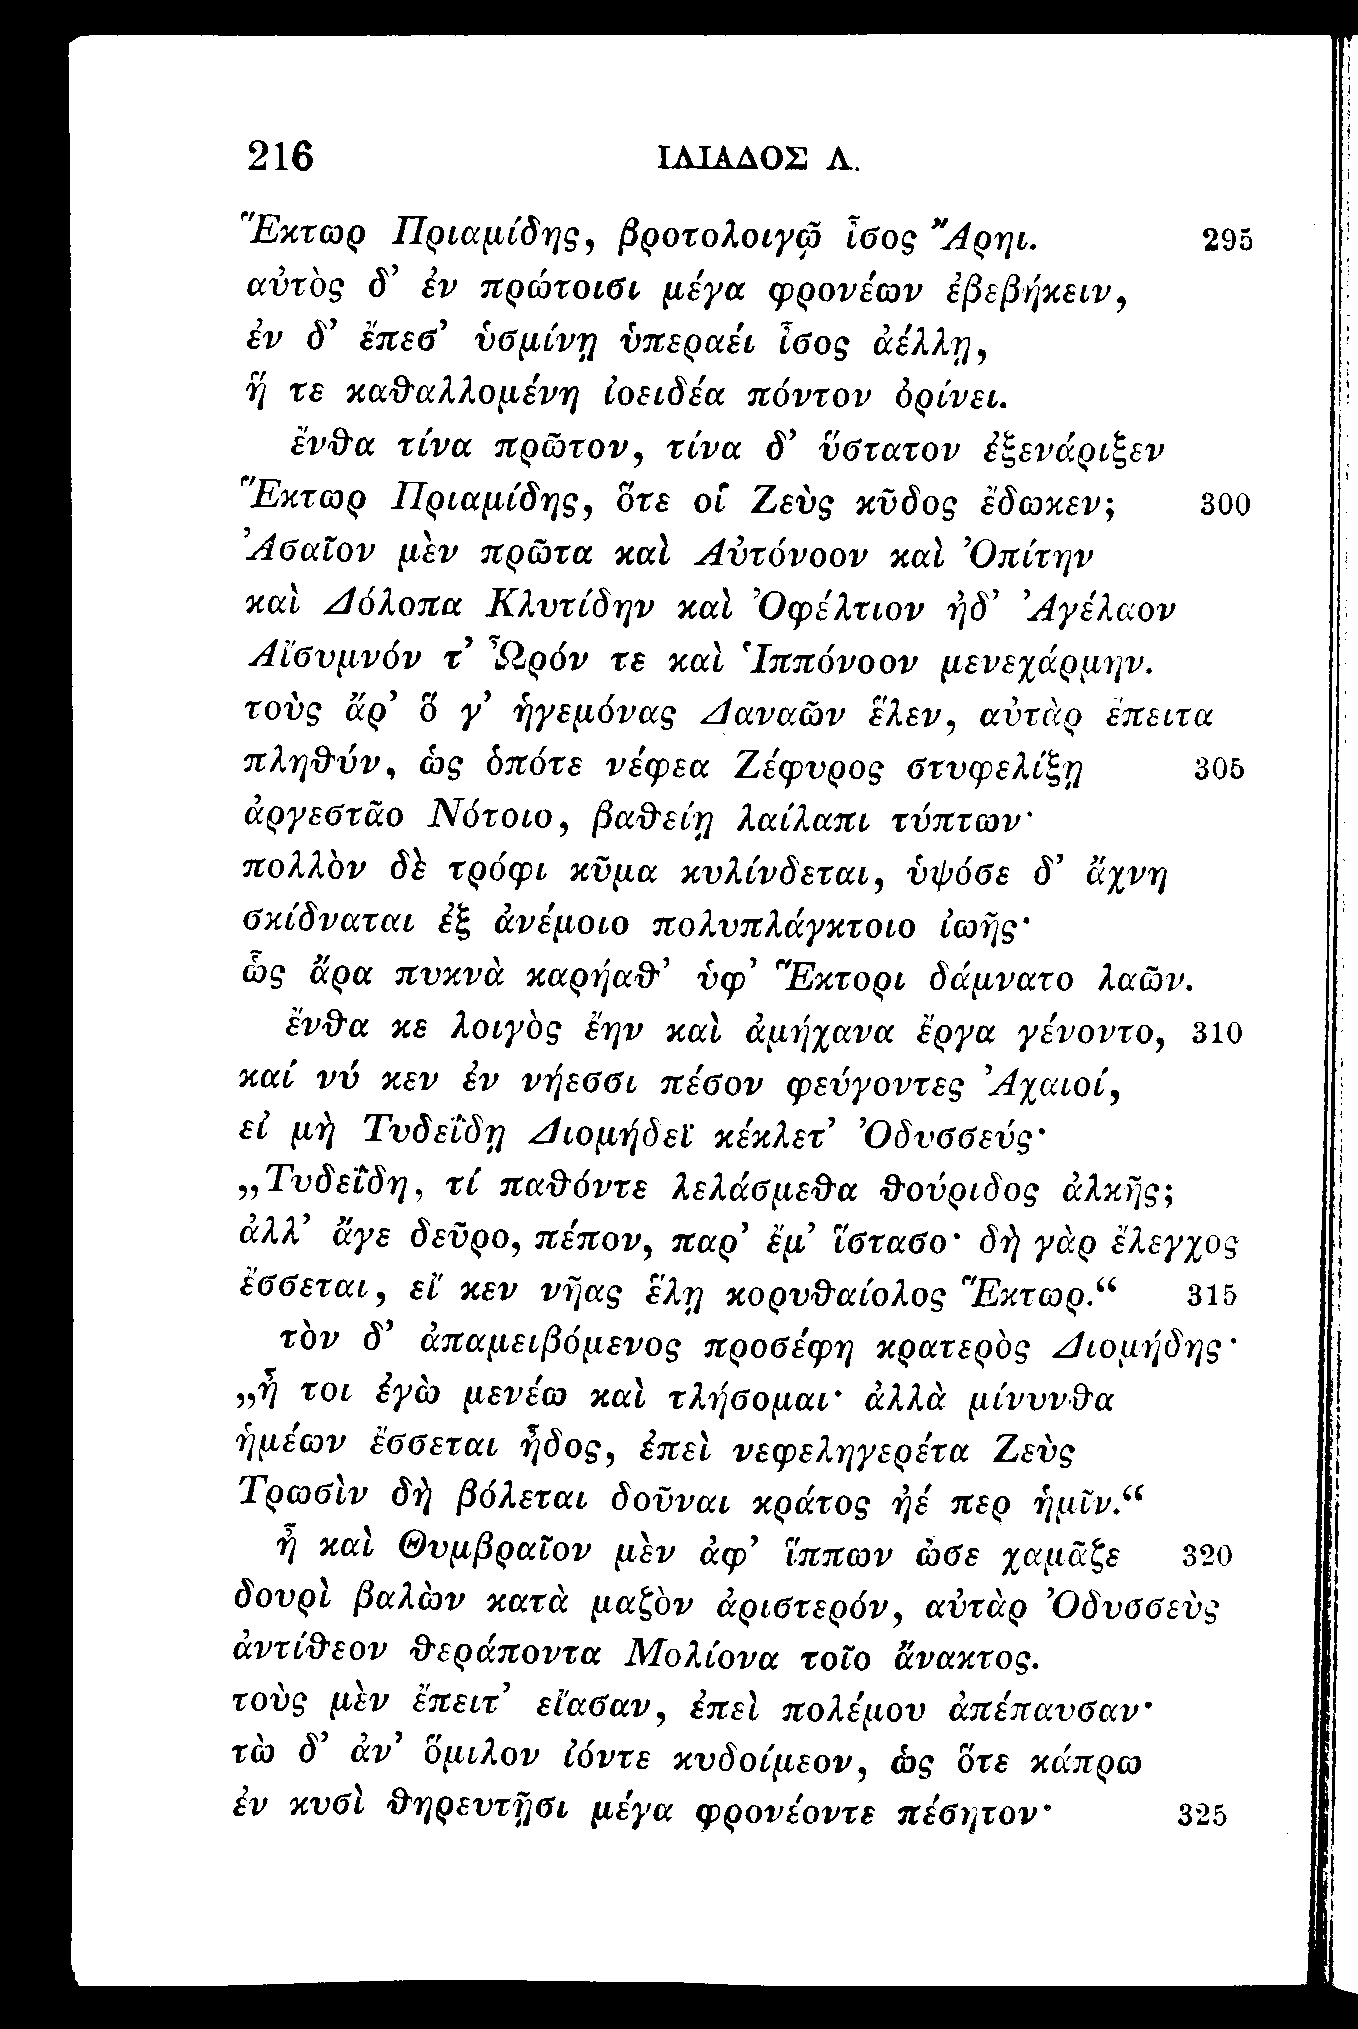 216 ΙΛΙΑΔΟΣ Λ.
Ἕκτωρ Πριαμίδης, βροτολοιγῷ ἶσος Ἄρηι. 295
αὐτὸς δ’ ἐν πρώτοισι μέγα φρονέων ἐβεβήκειν,
ἐν δ’ ἔπεσ’ ὑσμίνῃ ὑπεραέι ἶσος ἀέλλῃ,
ἥ τε καθαλλομένη ἰοειδέα πόντον ὀρίνει.
ἔνθα τίνα πρῶτον, τίνα δ’ ὕστατον ἐξενάριξεν
Ἕκτωρ Πριαμίδης, ὅτε οἷ Ζεὺς κῦδος ἔδωκεν; 300
Ἀσαῖον μὲν πρῶτα καὶ Αὐτόνοον καὶ Ὀπίτην
καὶ Δόλοπα Κλυτίδην καὶ Ὀφέλτιον ἠδ’ Ἀγέλαον
Αἴσυμνόν τ’ Ὦρόν τε καὶ Ἱππόνοον μενεχάρμην.
τοὺς ἄρ’ ὅ γ’ ἡγεμόνας Δαναῶν ἕλεν, αὐτὰρ ἔπειτα
πληθύν, ὡς ὁπότε νέφεα Ζέφυρος στυφελίξῃ 305
ἀργεστᾶο Νότοιο, βαθείῃ λαίλαπι τύπτων·
πολλὸν δὲ τρόφι κῦμα κυλίνδεται, ὑψόσε δ’ ἄχνη
σκίδναται ἐξ ἀνέμοιο πολυπλάγκτοιο ἰωῆς·
ὣς ἄρα πυκνὰ καρήαθ’ ὑφ’ Ἕκτορι δάμνατο λαῶν.
ἔνθα κε λοιγὸς ἔην καὶ ἀμήχανα ἔργα γένοντο, 310
καί νύ κεν ἐν νήεσσι πέσον φεύγοντες Ἀχαιοί,
εἰ μὴ Τυδεΐδῃ Διομήδεϊ κέκλετ’ Ὀδυσσεύς·
„Τυδεΐδη, τί παθόντε λελάσμεθα θούριδος ἀλκῆς;
ἀλλ’ ἄγε δεῦρο, πέπον, παρ’ ἔμ’ ἵστασο· δὴ γὰρ ἔλεγχος
ἔσσεται, εἴ κεν νῆας ἕλῃ κορυθαίολος Ἕκτωρ.“ 315
τὸν δ’ ἀπαμειβόμενος προσέφη κρατερὸς Διομήδης·
„ἦ τοι ἐγὼ μενέω καὶ τλήσομαι· ἀλλὰ μίνυνθα
ἡμέων ἔσσεται ἦδος, ἐπεὶ νεφεληγερέτα Ζεὺς
Τρωσὶν δὴ βόλεται δοῦναι κράτος ἠέ περ ἡμῖν.“
ἦ καὶ Θυμβραῖον μὲν ἀφ’ ἵππων ὦσε χαμᾶζε 320
δουρὶ βαλὼν κατὰ μαζὸν ἀριστερόν, αὐτὰρ Ὀδυσσεὺς
ἀντίθεον θεράποντα Μολίονα τοῖο ἄνακτος.
τοὺς μὲν ἔπειτ’ εἴασαν, ἐπεὶ πολέμου ἀπέπαυσαν·
τὼ δ’ ἀν’ ὅμιλον ἰόντε κυδοίμεον, ὡς ὅτε κάπρω
ἐν κυσὶ θηρευτῇσι μέγα φρονέοντε πέσητον· 325